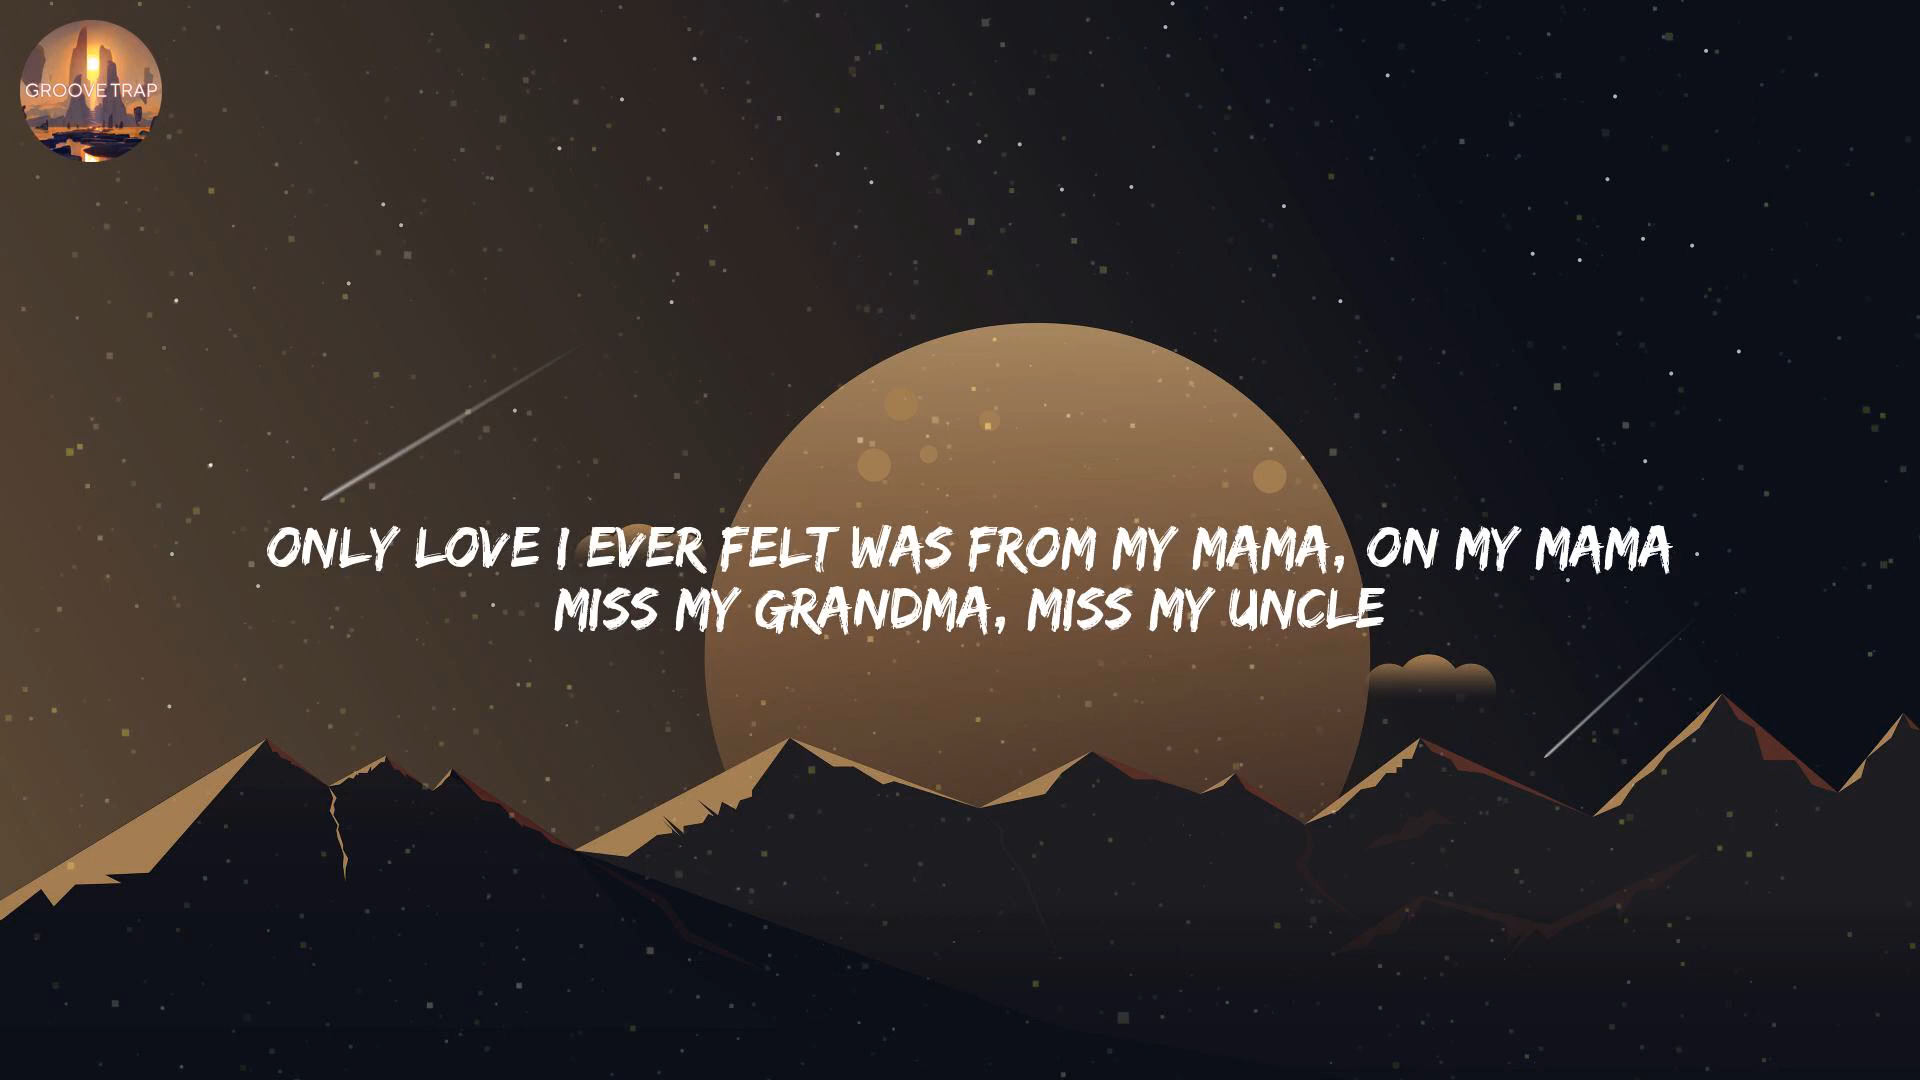 GROOVE TRAP
ONLY LOVE I EVER FELT WAS FROM MY MAMA, ON MY MAMA
MISS MY GRANDMA, MISS MY UNCLE